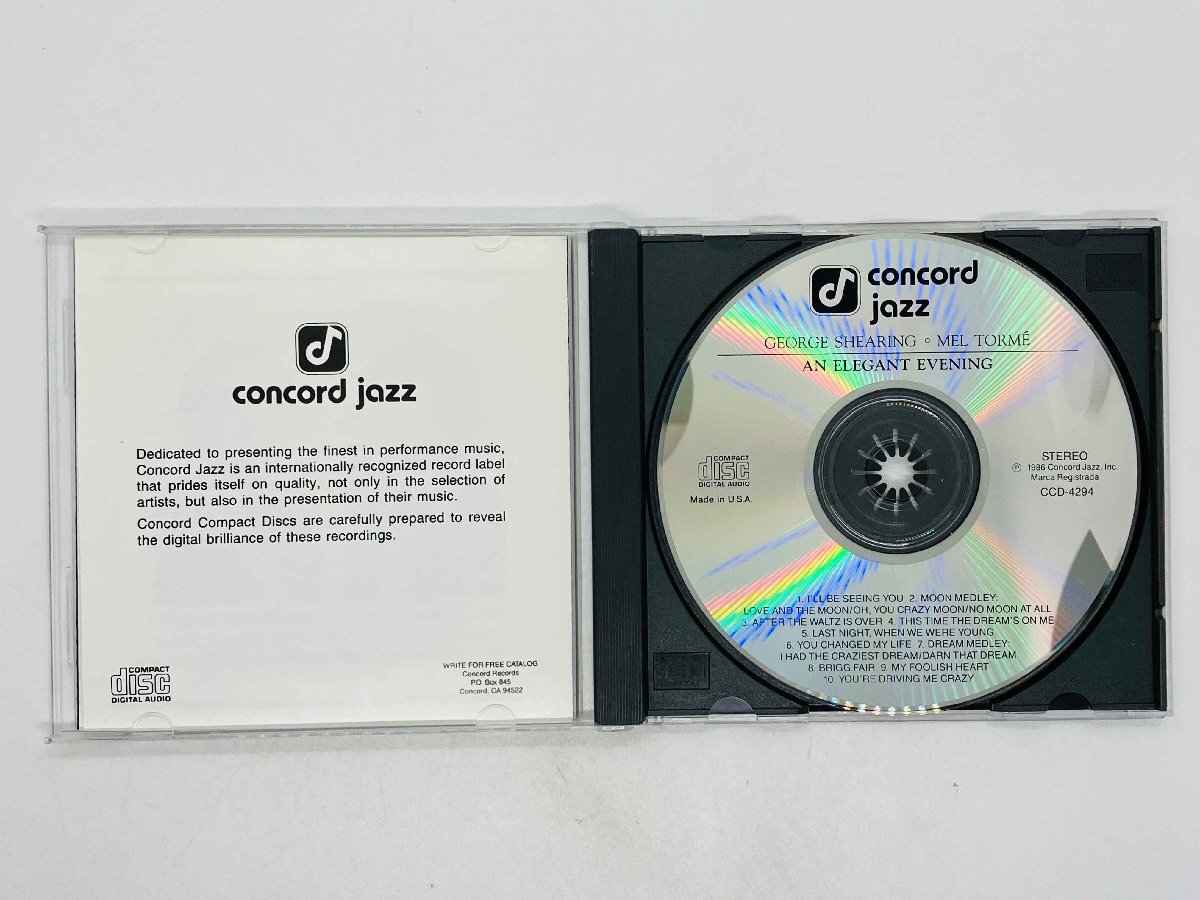 concord jazz
Dedicated to presenting the finest in performance music,
Concord Jazz is an internationally recognized record label
that prides itself on quality, not only in the selection of
artists, but also in the presentation of their music.
Concord Compact Discs are carefully prepared to reveal
the digital brilliance of these recordings.
COMPACT
disc
DIGITAL AUDIO
WRITE FOR FREE CATALOG
Concord Records
P.O. Box 845
Concord, CA 94522
concord
jazz
GEORGE SHEARING • MEL TORMÉ
AN ELEGANT EVENING
COMPACT
disc
DIGITAL AUDIO
Made in U.S.A.
STEREO
℗ 1986 Concord Jazz, Inc.
Marca Registrada
CCD-4294
1. I'LL BE SEEING YOU 2. MOON MEDLEY:
LOVE AND THE MOON/OH, YOU CRAZY MOON/NO MOON AT ALL
3. AFTER THE WALTZ IS OVER 4. THIS TIME THE DREAM'S ON ME
5. LAST NIGHT, WHEN WE WERE YOUNG
6. YOU CHANGED MY LIFE 7. DREAM MEDLEY:
I HAD THE CRAZIEST DREAM/DARN THAT DREAM
8. BRIGG FAIR 9. MY FOOLISH HEART
10. YOU'RE DRIVING ME CRAZY